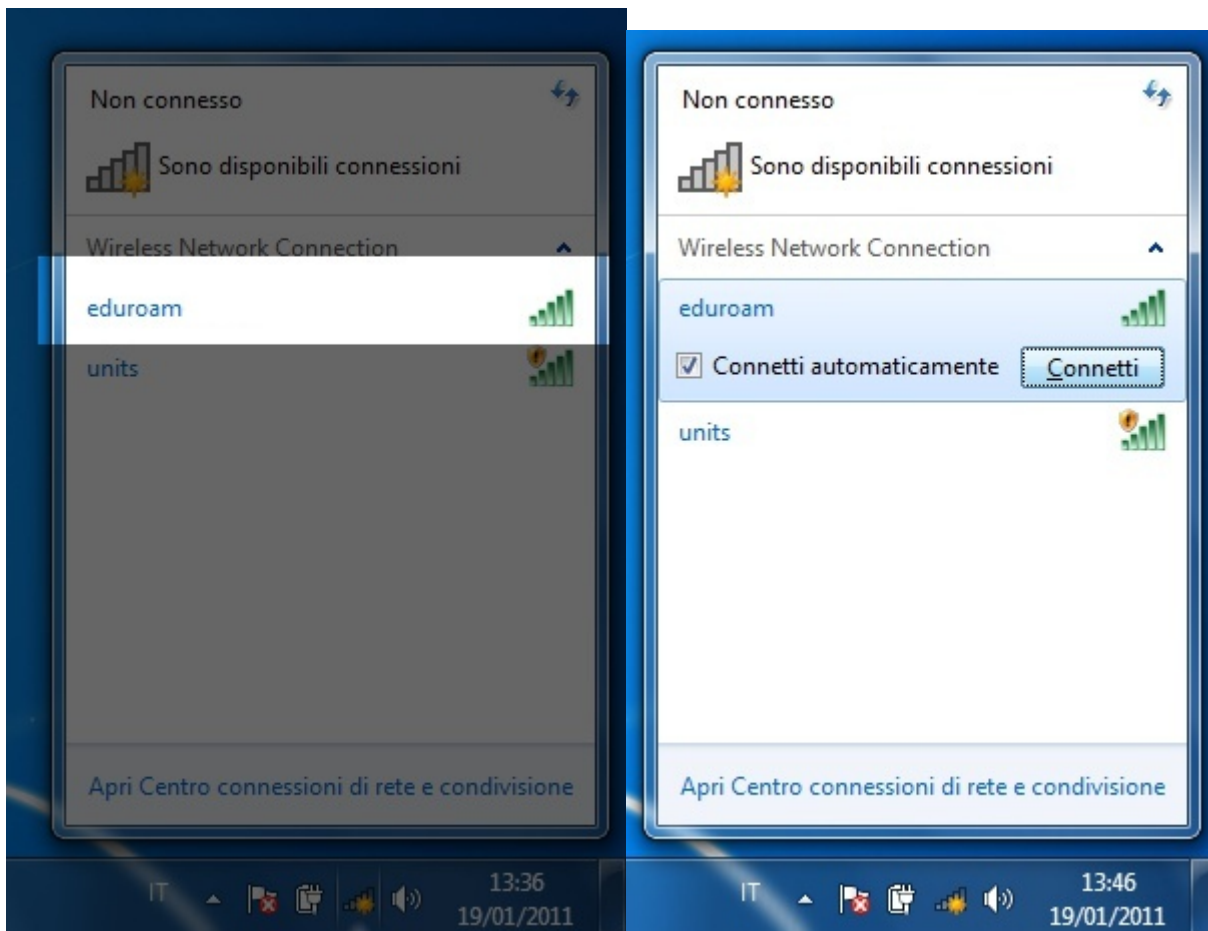 Non connesso
Sono disponibili connessioni
Wireless Network Connection
eduroam
units
Apri Centro connessioni di rete e condivisione
IT
13:36
19/01/2011
Non connesso
Sono disponibili connessioni
Wireless Network Connection
eduroam
Connetti automaticamente Connetti
units
Apri Centro connessioni di rete e condivisione
IT
13:46
19/01/2011